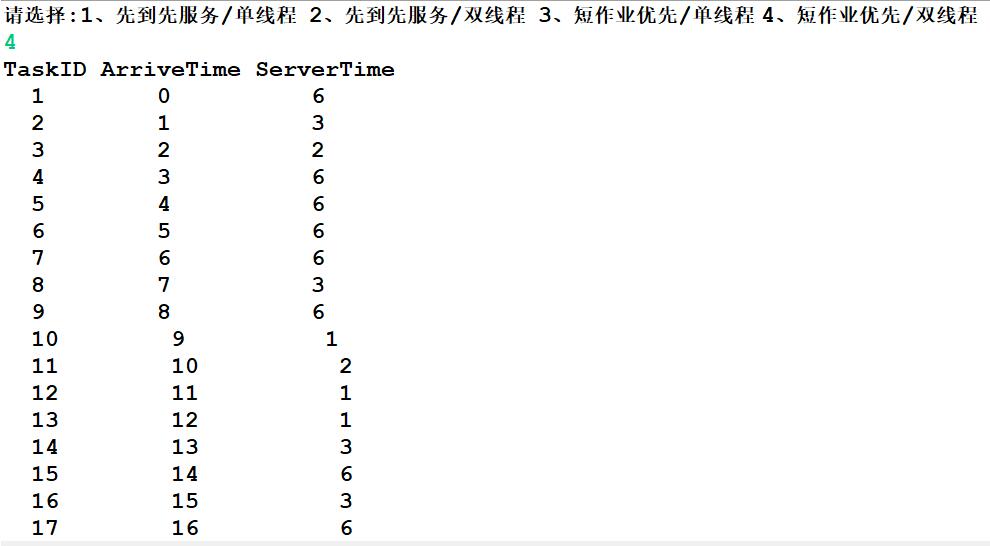 请选择:1、先到先服务/单线程 2、先到先服务/双线程 3、短作业优先/单线程 4、短作业优先/双线程
4
TaskID ArriveTime ServerTime
1 0 6
2 1 3
3 2 2
4 3 6
5 4 6
6 5 6
7 6 6
8 7 3
9 8 6
10 9 1
11 10 2
12 11 1
13 12 1
14 13 3
15 14 6
16 15 3
17 16 6